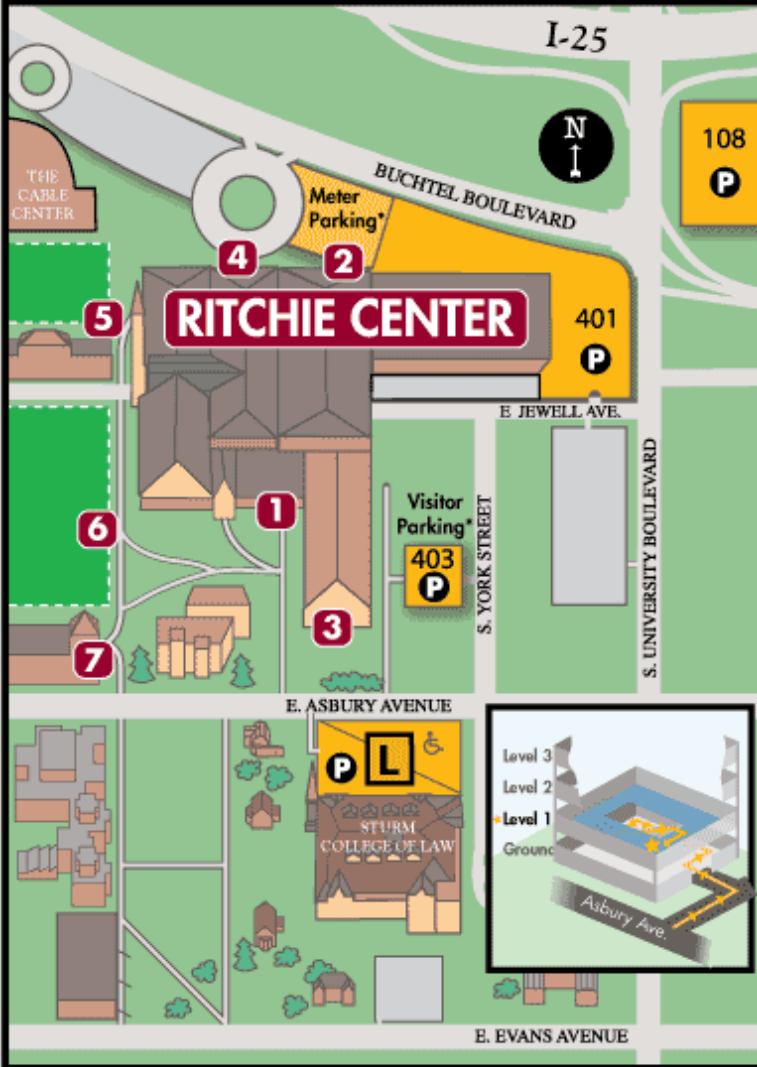 I-25
N
108
P
THE
CABLE
CENTER
BUCHTEL BOULEVARD
Meter
Parking*
4
2
5
RITCHIE CENTER
401
P
E JEWELL AVE.
1
Visitor
Parking*
6
403
P
S. YORK STREET
S. UNIVERSITY BOULEVARD
3
7
E. ASBURY AVENUE
P
L
STURM
COLLEGE OF LAW
Level 3
Level 2
Level 1
Ground
Asbury Ave.
E. EVANS AVENUE